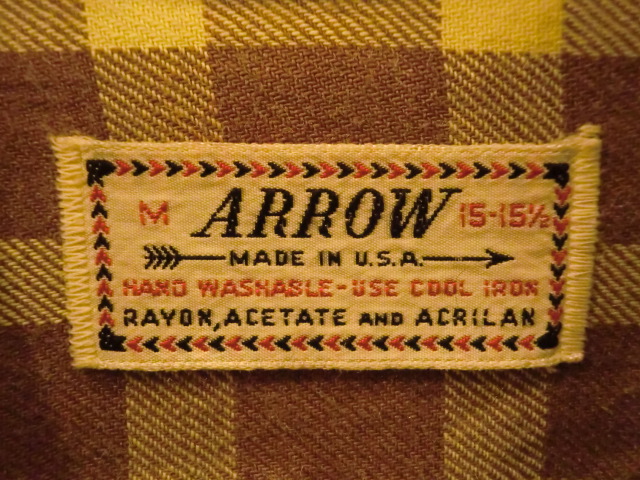 M ARROW 15-15½
MADE IN U.S.A.
HAND WASHABLE-USE COOL IRON
RAYON, ACETATE AND ACRILAN